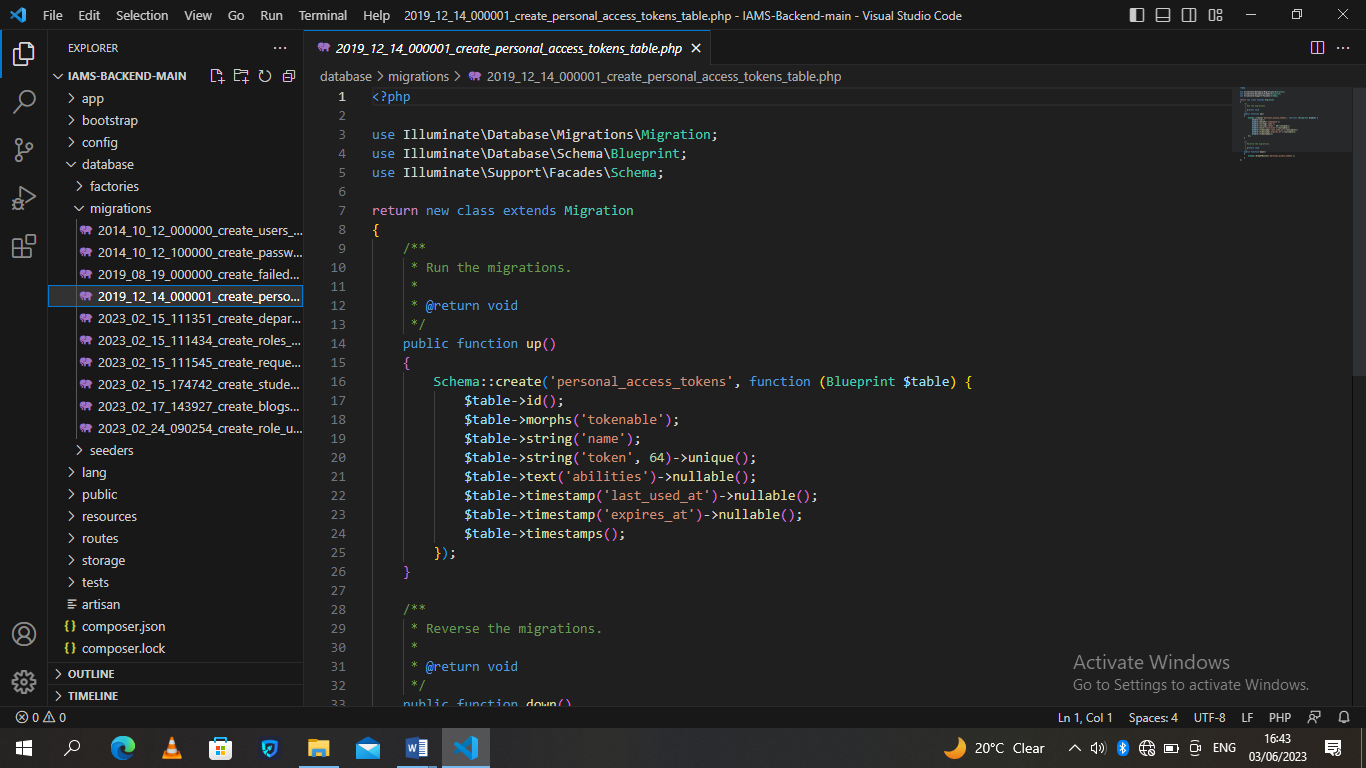 File Edit Selection View Go Run Terminal Help 2019_12_14_000001_create_personal_access_tokens_table.php - IAMS-Backend-main - Visual Studio Code
EXPLORER
IAMS-BACKEND-MAIN
app
bootstrap
config
database
factories
migrations
2014_10_12_000000_create_users_...
2014_10_12_100000_create_passw...
2019_08_19_000000_create_failed...
2019_12_14_000001_create_perso...
2023_02_15_111351_create_depar...
2023_02_15_111434_create_roles_...
2023_02_15_111545_create_reque...
2023_02_15_174742_create_stude...
2023_02_17_143927_create_blogs...
2023_02_24_090254_create_role_u...
seeders
lang
public
resources
routes
storage
tests
artisan
{} composer.json
{} composer.lock
OUTLINE
TIMELINE
2019_12_14_000001_create_personal_access_tokens_table.php
database > migrations > 2019_12_14_000001_create_personal_access_tokens_table.php
1 <?php
2
3 use Illuminate\Database\Migrations\Migration;
4 use Illuminate\Database\Schema\Blueprint;
5 use Illuminate\Support\Facades\Schema;
6
7 return new class extends Migration
8 {
9 /**
10 * Run the migrations.
11 *
12 * @return void
13 */
14 public function up()
15 {
16 Schema::create('personal_access_tokens', function (Blueprint $table) {
17 $table->id();
18 $table->morphs('tokenable');
19 $table->string('name');
20 $table->string('token', 64)->unique();
21 $table->text('abilities')->nullable();
22 $table->timestamp('last_used_at')->nullable();
23 $table->timestamp('expires_at')->nullable();
24 $table->timestamps();
25 });
26 }
27
28 /**
29 * Reverse the migrations.
30 *
31 * @return void
32 */
33 public function down()
Activate Windows
Go to Settings to activate Windows.
0 0 Ln 1, Col 1 Spaces: 4 UTF-8 LF PHP
20°C Clear ENG 16:43
03/06/2023